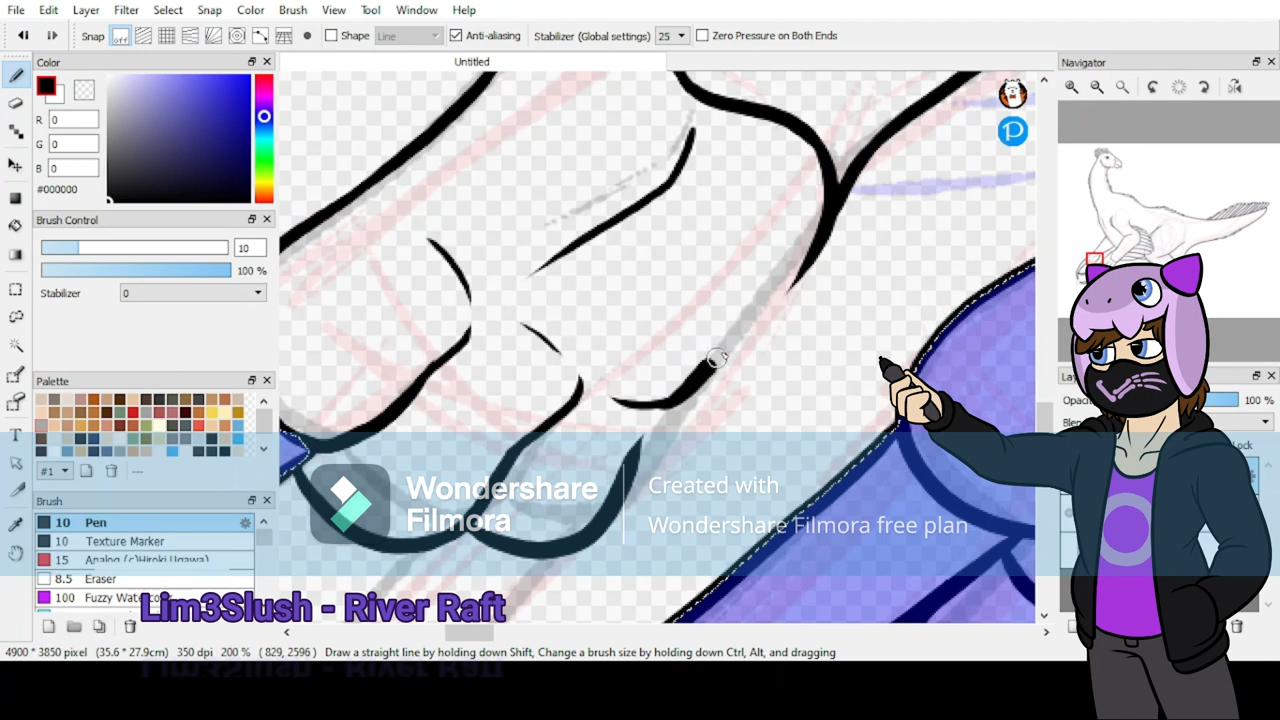 File Edit Layer Filter Select Snap Color Brush View Tool Window Help
Snap off Shape Line Anti-aliasing Stabilizer (Global settings) 25 Zero Pressure on Both Ends
Color
Untitled
Navigator
R 0
G 0
B 0
#000000
Brush Control
10
100 %
Stabilizer 0
Palette
#1
---
Brush
10 Pen
10 Texture Marker
15 Analog (c)Hiroki Ugawa)
8.5 Eraser
100 Fuzzy Wate
100 %
Wondershare
Filmora
Created with
Wondershare Filmora free plan
Lim3Slush - River Raft
4900 * 3850 pixel (35.6 * 27.9cm) 350 dpi 200 % ( 829, 2596 ) Draw a straight line by holding down Shift, Change a brush size by holding down Ctrl, Alt, and dragging